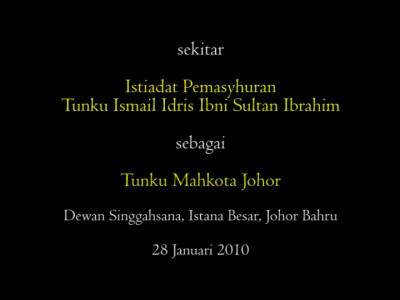 sekitar
Istiadat Pemasyhuran
Tunku Ismail Idris Ibni Sultan Ibrahim
sebagai
Tunku Mahkota Johor
Dewan Singgahsana, Istana Besar, Johor Bahru
28 Januari 2010